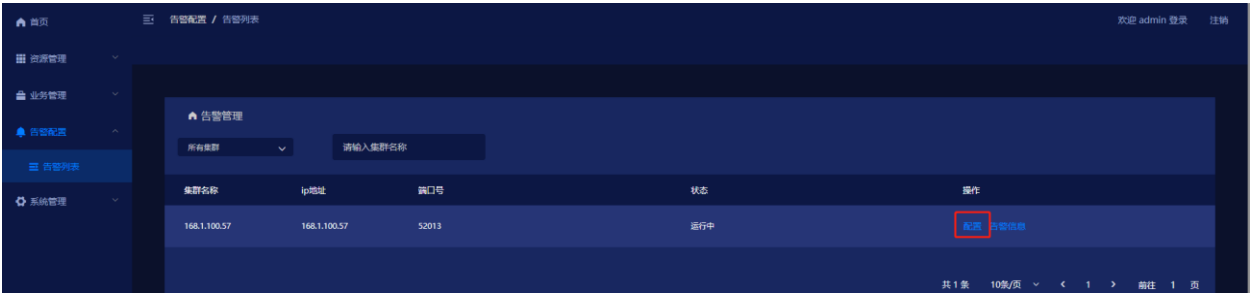 首页 告警配置 / 告警列表 欢迎 admin 登录 注销
资源管理
业务管理
告警管理
告警配置
所有集群 请输入集群名称
告警列表
集群名称 ip地址 端口号 状态 操作
系统管理
168.1.100.57 168.1.100.57 52013 运行中 配置 告警信息
共 1 条 10条/页 < 1 > 前往 1 页